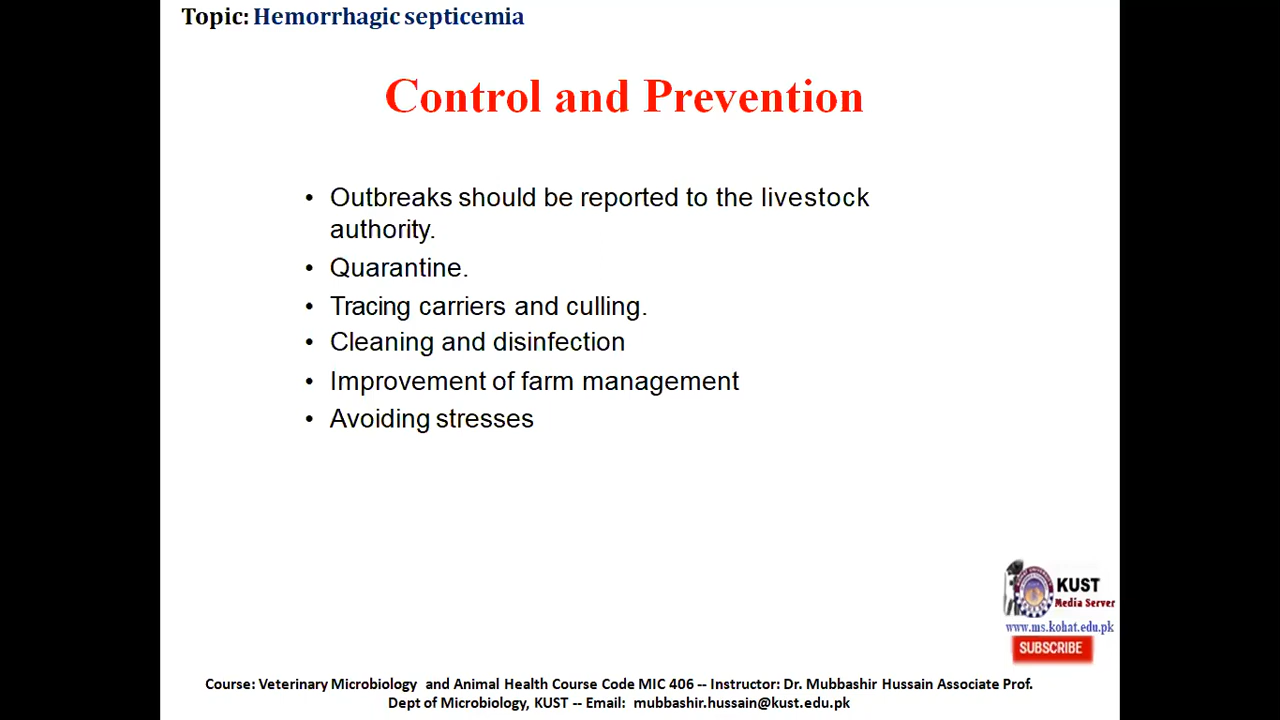 Topic: Hemorrhagic septicemia
Control and Prevention
• Outbreaks should be reported to the livestock
authority.
• Quarantine.
• Tracing carriers and culling.
• Cleaning and disinfection
• Improvement of farm management
• Avoiding stresses
KUST
Media Server
www.ms.kohat.edu.pk
SUBSCRIBE
Course: Veterinary Microbiology and Animal Health Course Code MIC 406 -- Instructor: Dr. Mubbashir Hussain Associate Prof.
Dept of Microbiology, KUST -- Email: mubbashir.hussain@kust.edu.pk